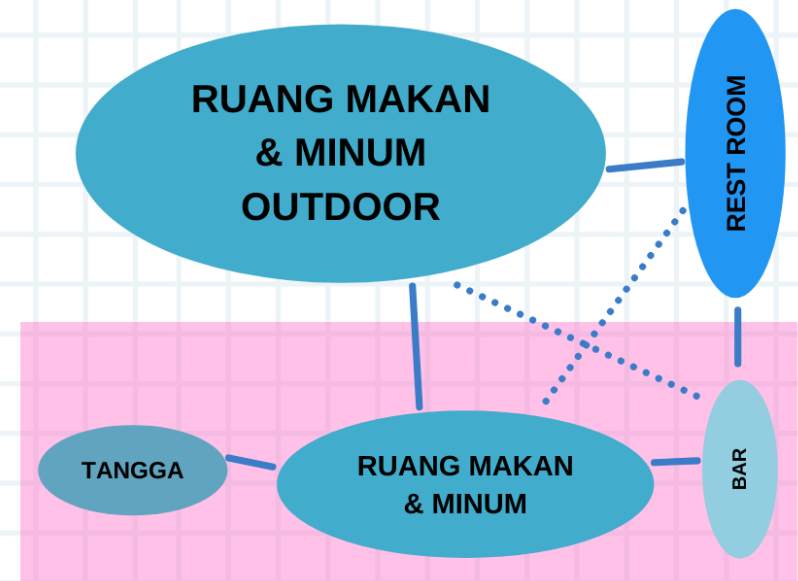 RUANG MAKAN
& MINUM
OUTDOOR
REST ROOM
TANGGA
RUANG MAKAN
& MINUM
BAR